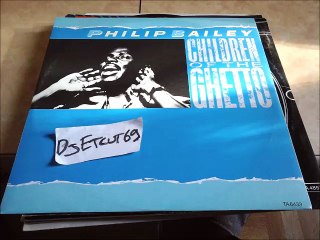 PHILIP BAILEY
CHILDREN
OF THE
GHETTO
DJETCUT69